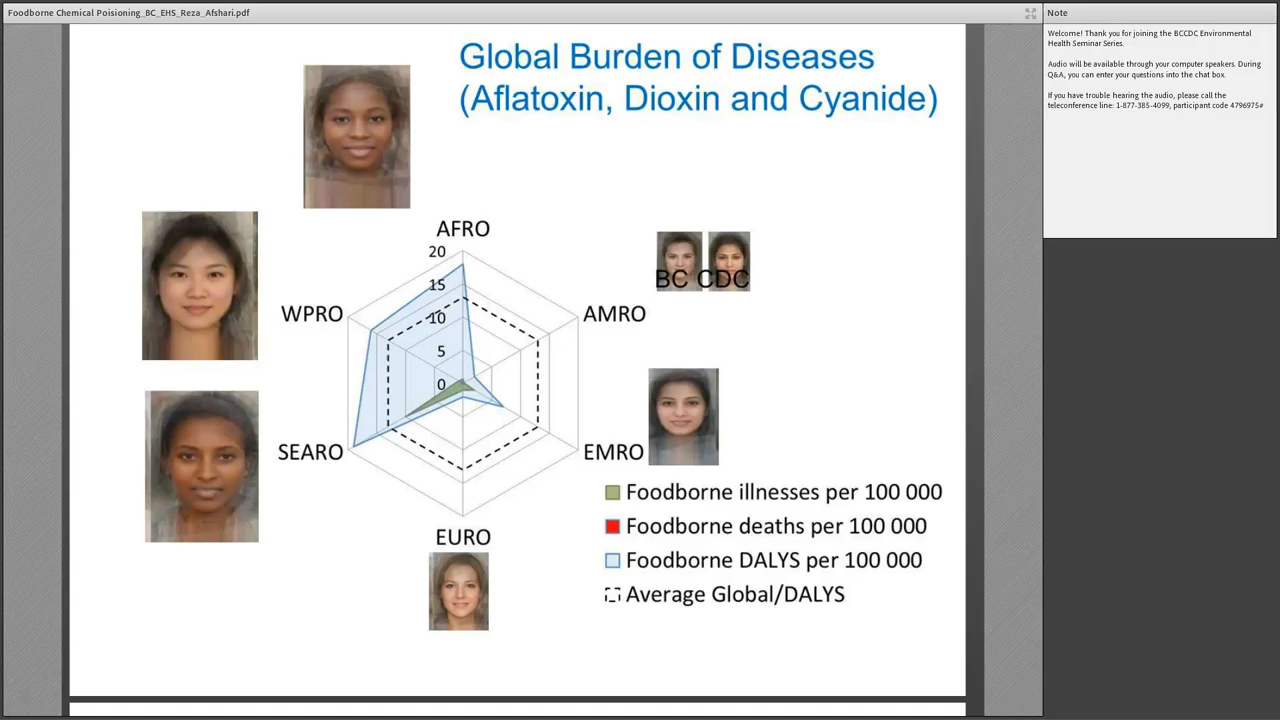 Foodborne Chemical Poisioning_BC_EHS_Reza_Afshari.pdf
Note
Welcome! Thank you for joining the BCCDC Environmental
Health Seminar Series.
Audio will be available through your computer speakers. During
Q&A, you can enter your questions into the chat box.
If you have trouble hearing the audio, please call the
teleconference line: 1-877-385-4099, participant code 4796975#
Global Burden of Diseases
(Aflatoxin, Dioxin and Cyanide)
AFRO
20
15
10
5
0
WPRO
AMRO
BC CDC
SEARO
EMRO
EURO
Foodborne illnesses per 100 000
Foodborne deaths per 100 000
Foodborne DALYS per 100 000
Average Global/DALYS